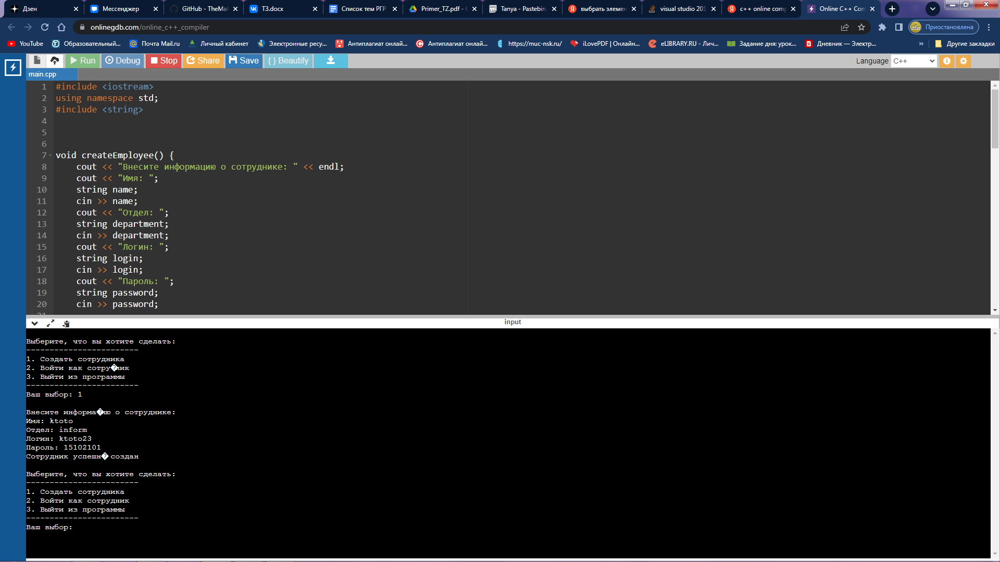 Дзен
Мессенджер
GitHub - TheMa
ТЗ.docx
Список тем РГР
Primer_TZ.pdf -
Tanya - Pastebin.
выбрать элемен
visual studio 201
c++ online comp
Online C++ Com
onlinegdb.com/online_c++_compiler
Приостановлена
YouTube
Образовательный...
Почта Mail.ru
Личный кабинет
Электронные ресу...
Антиплагиат онлай...
Антиплагиат онлай...
https://muc-nsk.ru/
iLovePDF | Онлайн...
eLIBRARY.RU - Лич...
Задание дня: урок...
Дневник — Электр...
»
Другие закладки
Run
Debug
Stop
Share
Save
{ } Beautify
Language C++
main.cpp
1 #include <iostream>
2 using namespace std;
3 #include <string>
4
5
6
7 void createEmployee() {
8 cout << "Внесите информацию о сотруднике: " << endl;
9 cout << "Имя: ";
10 string name;
11 cin >> name;
12 cout << "Отдел: ";
13 string department;
14 cin >> department;
15 cout << "Логин: ";
16 string login;
17 cin >> login;
18 cout << "Пароль: ";
19 string password;
20 cin >> password;
21
input
Выберите, что вы хотите сделать:
------------------------
1. Создать сотрудника
2. Войти как сотру�ник
3. Выйти из программы
------------------------
Ваш выбор: 1
Внесите информа�ию о сотруднике:
Имя: ktoto
Отдел: inform
Логин: ktoto23
Пароль: 15102101
Сотрудник успешн� создан
Выберите, что вы хотите сделать:
------------------------
1. Создать сотрудника
2. Войти как сотрудник
3. Выйти из программы
------------------------
Ваш выбор: